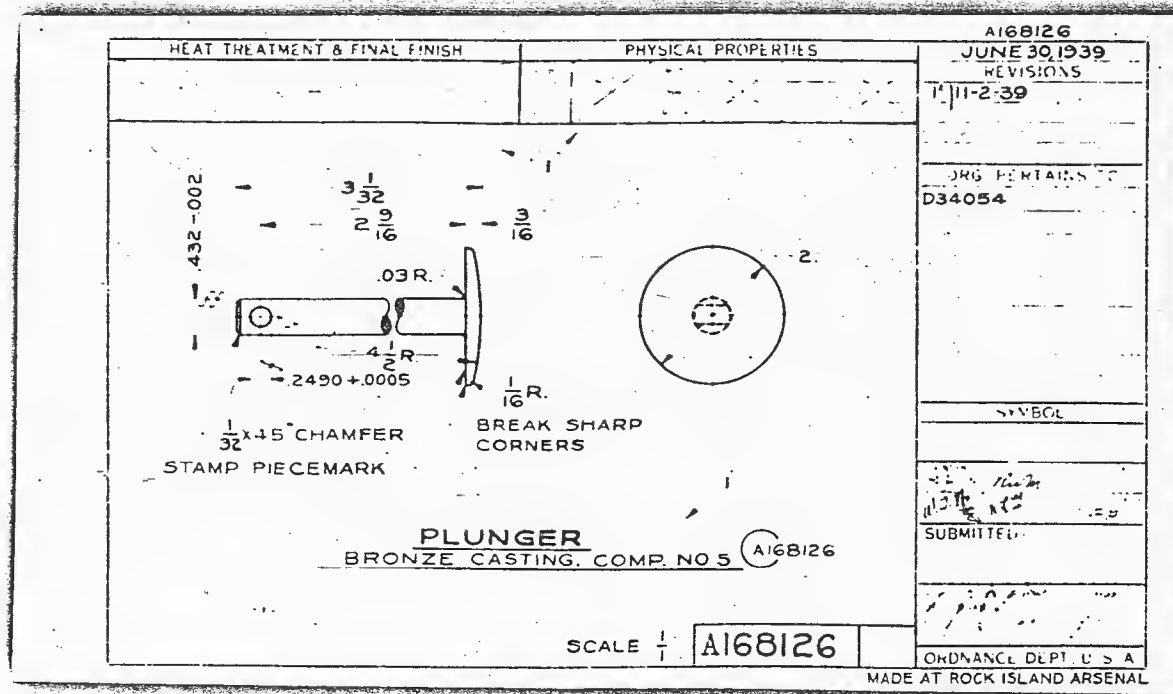 A168126
HEAT TREATMENT & FINAL FINISH
PHYSICAL PROPERTIES
JUNE 30,1939
REVISIONS
11-2-39
ORG PERTAINS TO
D34054
3 1/32
2 9/16
3/16
.432-.002
.03 R.
2.
4 1/2 R.
.2490+.0005
1/16 R.
1/32 x 45° CHAMFER
BREAK SHARP
CORNERS
STAMP PIECEMARK
SYMBOL
PLUNGER
BRONZE CASTING. COMP. NO 5
A168126
SUBMITTED
SCALE 1/1
A168126
ORDNANCE DEPT. U S A
MADE AT ROCK ISLAND ARSENAL